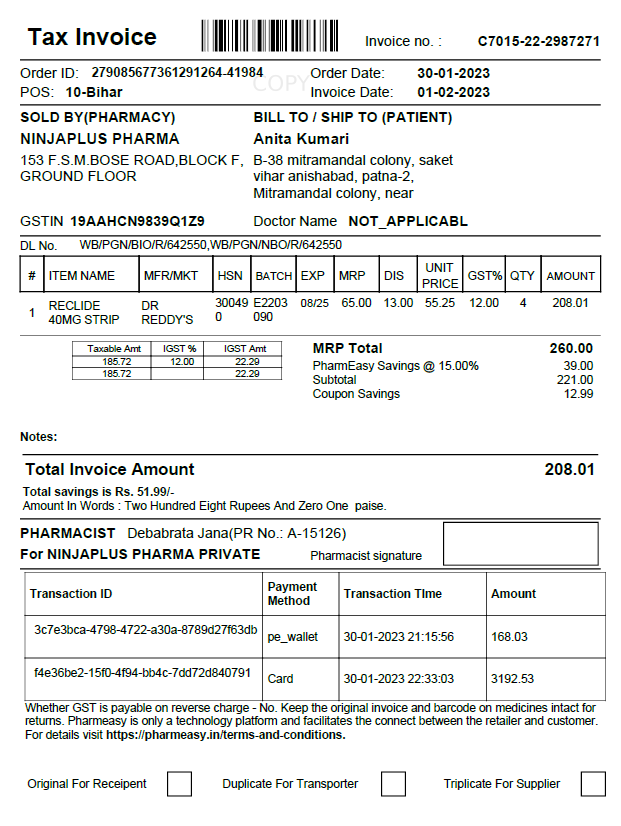 Tax Invoice
Invoice no. : C7015-22-2987271
Order ID: 279085677361291264-41984 Order Date: 30-01-2023
COPY
POS: 10-Bihar Invoice Date: 01-02-2023
SOLD BY(PHARMACY) BILL TO / SHIP TO (PATIENT)
NINJAPLUS PHARMA Anita Kumari
153 F.S.M.BOSE ROAD,BLOCK F, B-38 mitramandal colony, saket
GROUND FLOOR vihar anishabad, patna-2,
Mitramandal colony, near
GSTIN 19AAHCN9839Q1Z9 Doctor Name NOT_APPLICABL
DL No. WB/PGN/BIO/R/642550,WB/PGN/NBO/R/642550
# ITEM NAME MFR/MKT HSN BATCH EXP MRP DIS UNIT PRICE GST% QTY AMOUNT
1 RECLIDE 40MG STRIP DR REDDY'S 300490 E2203090 08/25 65.00 13.00 55.25 12.00 4 208.01
Taxable Amt IGST % IGST Amt
185.72 12.00 22.29
185.72 22.29
MRP Total 260.00
PharmEasy Savings @ 15.00% 39.00
Subtotal 221.00
Coupon Savings 12.99
Notes:
Total Invoice Amount 208.01
Total savings is Rs. 51.99/-
Amount In Words : Two Hundred Eight Rupees And Zero One paise.
PHARMACIST Debabrata Jana(PR No.: A-15126)
For NINJAPLUS PHARMA PRIVATE Pharmacist signature
Transaction ID Payment Method Transaction TIme Amount
3c7e3bca-4798-4722-a30a-8789d27f63db pe_wallet 30-01-2023 21:15:56 168.03
f4e36be2-15f0-4f94-bb4c-7dd72d840791 Card 30-01-2023 22:33:03 3192.53
Whether GST is payable on reverse charge - No. Keep the original invoice and barcode on medicines intact for
returns. Pharmeasy is only a technology platform and facilitates the connect between the retailer and customer.
For details visit https://pharmeasy.in/terms-and-conditions.
Original For Receipent Duplicate For Transporter Triplicate For Supplier